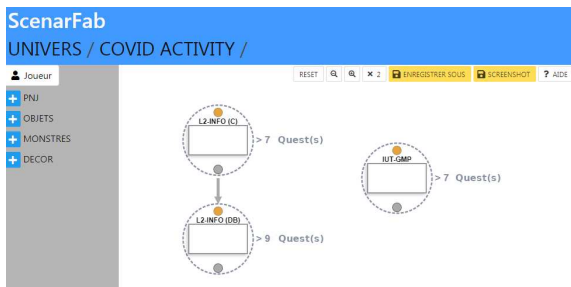 ScenarFab
UNIVERS / COVID ACTIVITY /
Joueur
RESET × 2 ENREGISTRER SOUS SCREENSHOT ? AIDE
+ PNJ
+ OBJETS
+ MONSTRES
+ DECOR
L2-INFO (C)
> 7 Quest(s)
IUT-GMP
> 7 Quest(s)
L2-INFO (DB)
> 9 Quest(s)